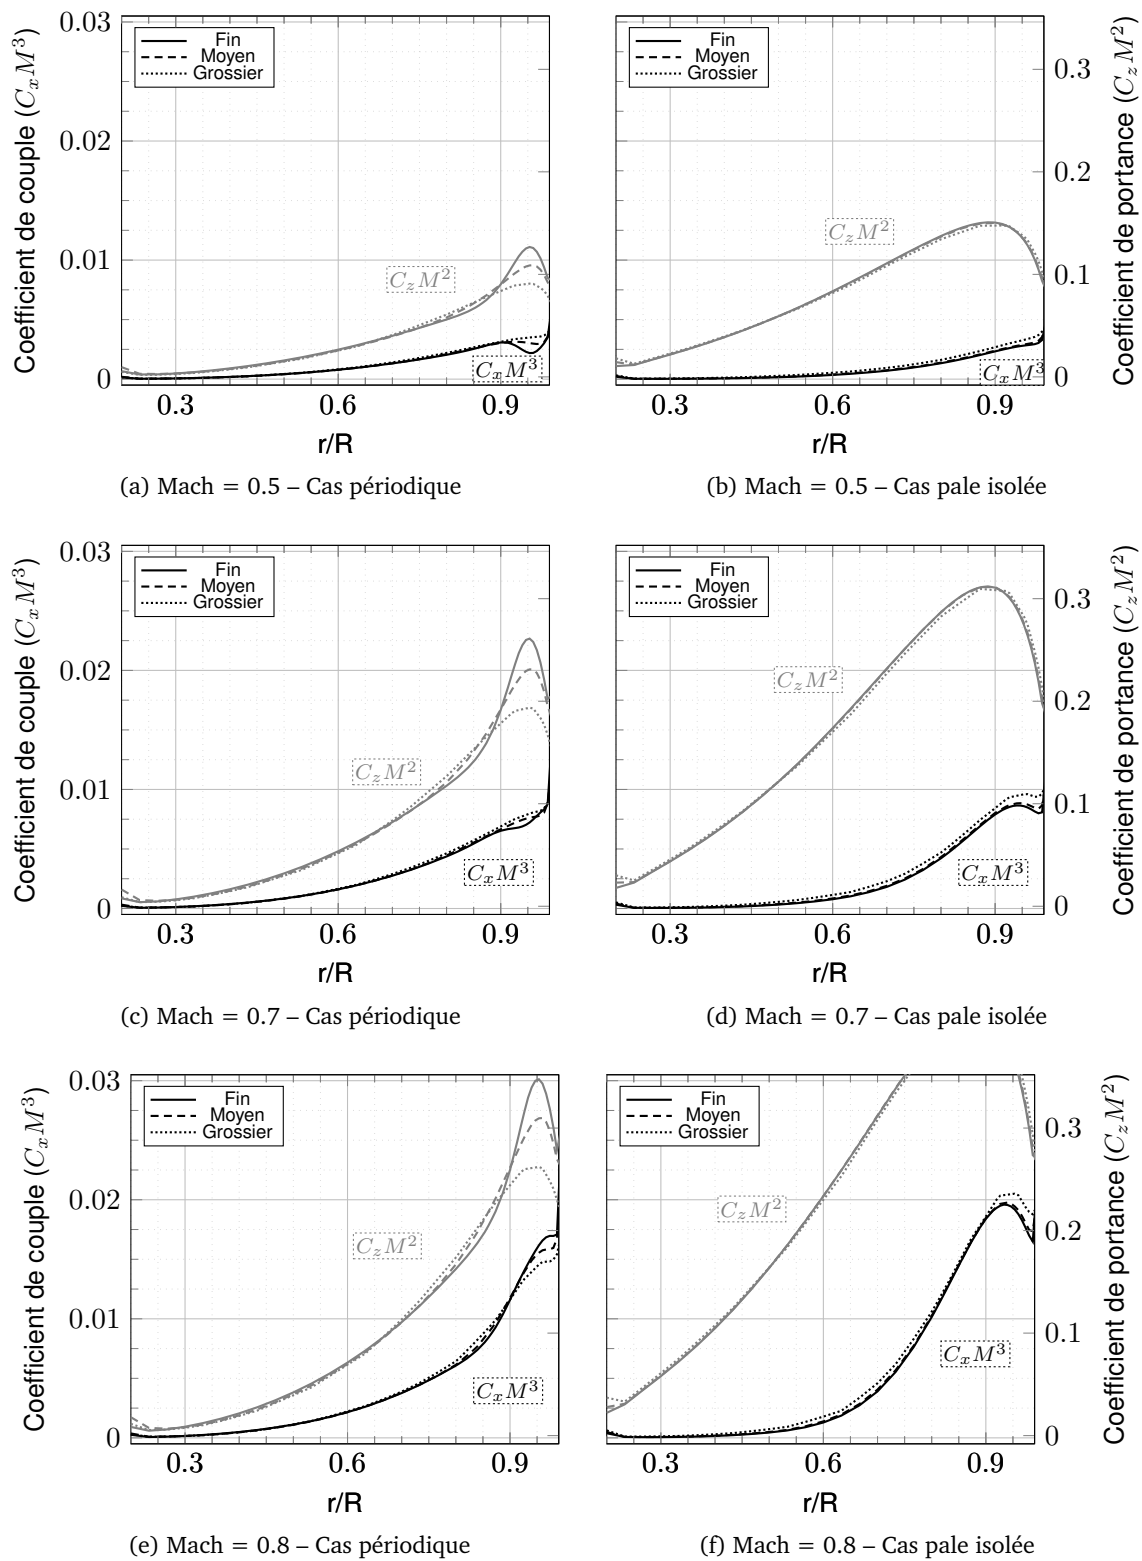 Coefficient de couple (C_xM^3)
0.03
0.02
0.01
0
Fin
Moyen
Grossier
C_zM^2
C_xM^3
0.3 0.6 0.9
r/R
(a) Mach = 0.5 – Cas périodique
Fin
Moyen
Grossier
C_zM^2
C_xM^3
0.3 0.6 0.9
r/R
0.3
0.2
0.1
0
Coefficient de portance (C_zM^2)
(b) Mach = 0.5 – Cas pale isolée
Coefficient de couple (C_xM^3)
0.03
0.02
0.01
0
Fin
Moyen
Grossier
C_zM^2
C_xM^3
0.3 0.6 0.9
r/R
(c) Mach = 0.7 – Cas périodique
Fin
Moyen
Grossier
C_zM^2
C_xM^3
0.3 0.6 0.9
r/R
0.3
0.2
0.1
0
Coefficient de portance (C_zM^2)
(d) Mach = 0.7 – Cas pale isolée
Coefficient de couple (C_xM^3)
0.03
0.02
0.01
0
Fin
Moyen
Grossier
C_zM^2
C_xM^3
0.3 0.6 0.9
r/R
(e) Mach = 0.8 – Cas périodique
Fin
Moyen
Grossier
C_zM^2
C_xM^3
0.3 0.6 0.9
r/R
0.3
0.2
0.1
0
Coefficient de portance (C_zM^2)
(f) Mach = 0.8 – Cas pale isolée